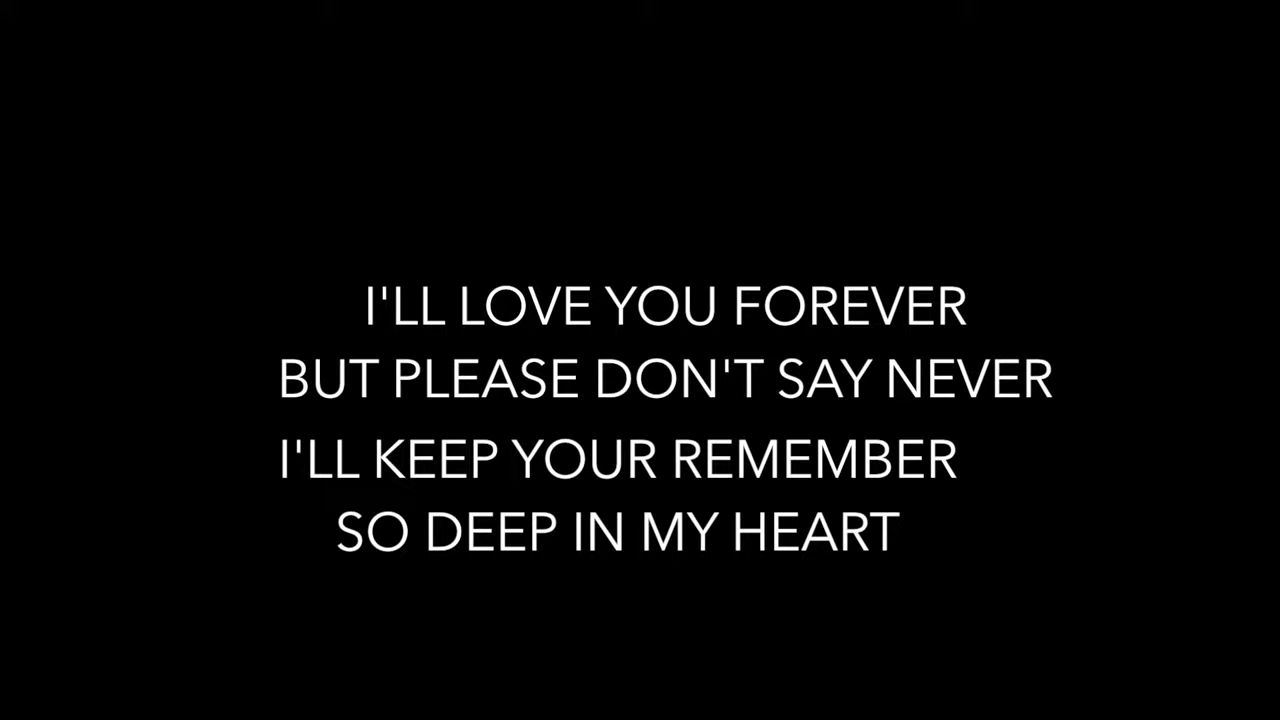 I'LL LOVE YOU FOREVER
BUT PLEASE DON'T SAY NEVER
I'LL KEEP YOUR REMEMBER
SO DEEP IN MY HEART